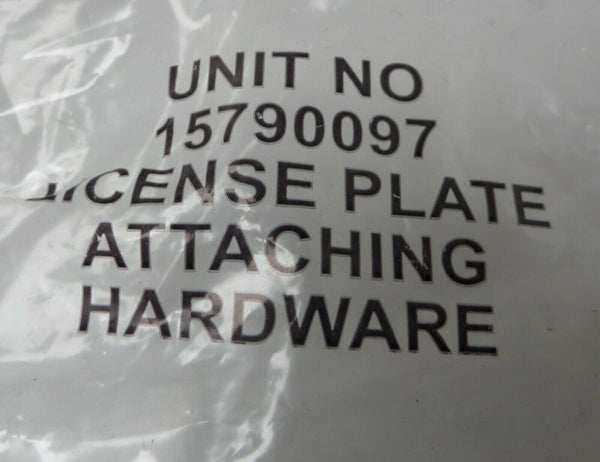 UNIT NO
15790097
LICENSE PLATE
ATTACHING
HARDWARE